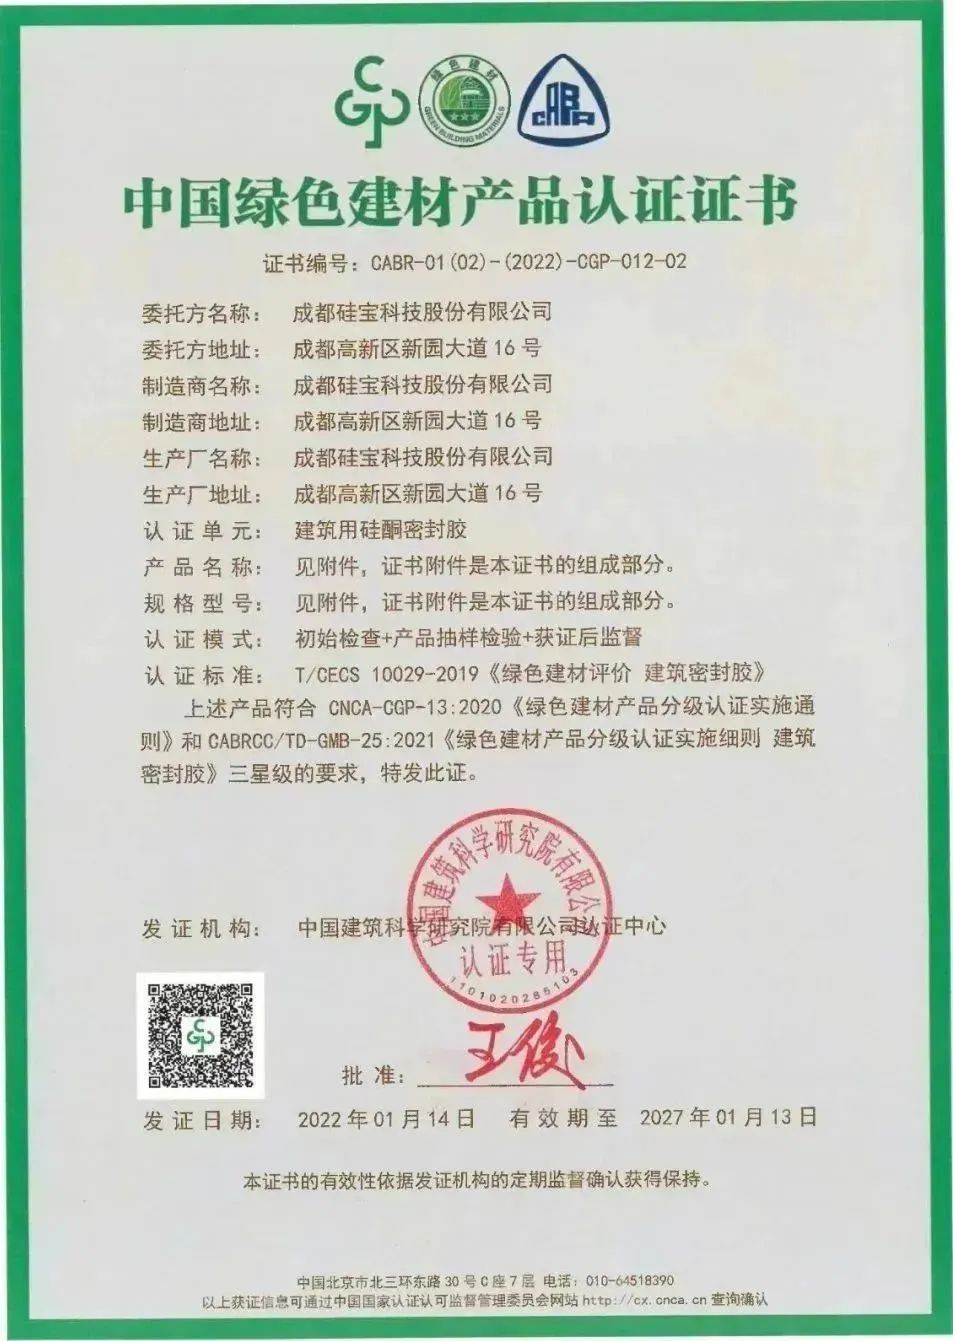 CGP
绿色建材
GREEN BUILDING MATERIALS
CABR
中国绿色建材产品认证证书
证书编号：CABR-01(02)-(2022)-CGP-012-02
委托方名称： 成都硅宝科技股份有限公司
委托方地址： 成都高新区新园大道16号
制造商名称： 成都硅宝科技股份有限公司
制造商地址： 成都高新区新园大道16号
生产厂名称： 成都硅宝科技股份有限公司
生产厂地址： 成都高新区新园大道16号
认证单元： 建筑用硅酮密封胶
产品名称： 见附件，证书附件是本证书的组成部分。
规格型号： 见附件，证书附件是本证书的组成部分。
认证模式： 初始检查+产品抽样检验+获证后监督
认证标准： T/CECS 10029-2019《绿色建材评价 建筑密封胶》
上述产品符合 CNCA-CGP-13:2020《绿色建材产品分级认证实施通
则》和 CABRCC/TD-GMB-25:2021《绿色建材产品分级认证实施细则 建筑
密封胶》三星级的要求，特发此证。
中国建筑科学研究院有限公司
发证机构： 中国建筑科学研究院有限公司认证中心
认证专用
1101020285103
CGP
王俊
批准：
发证日期： 2022年01月14日 有效期至 2027年01月13日
本证书的有效性依据发证机构的定期监督确认获得保持。
中国北京市北三环东路30号C座7层 电话：010-64518390
以上获证信息可通过中国国家认证认可监督管理委员会网站 http://cx.cnca.cn 查询确认